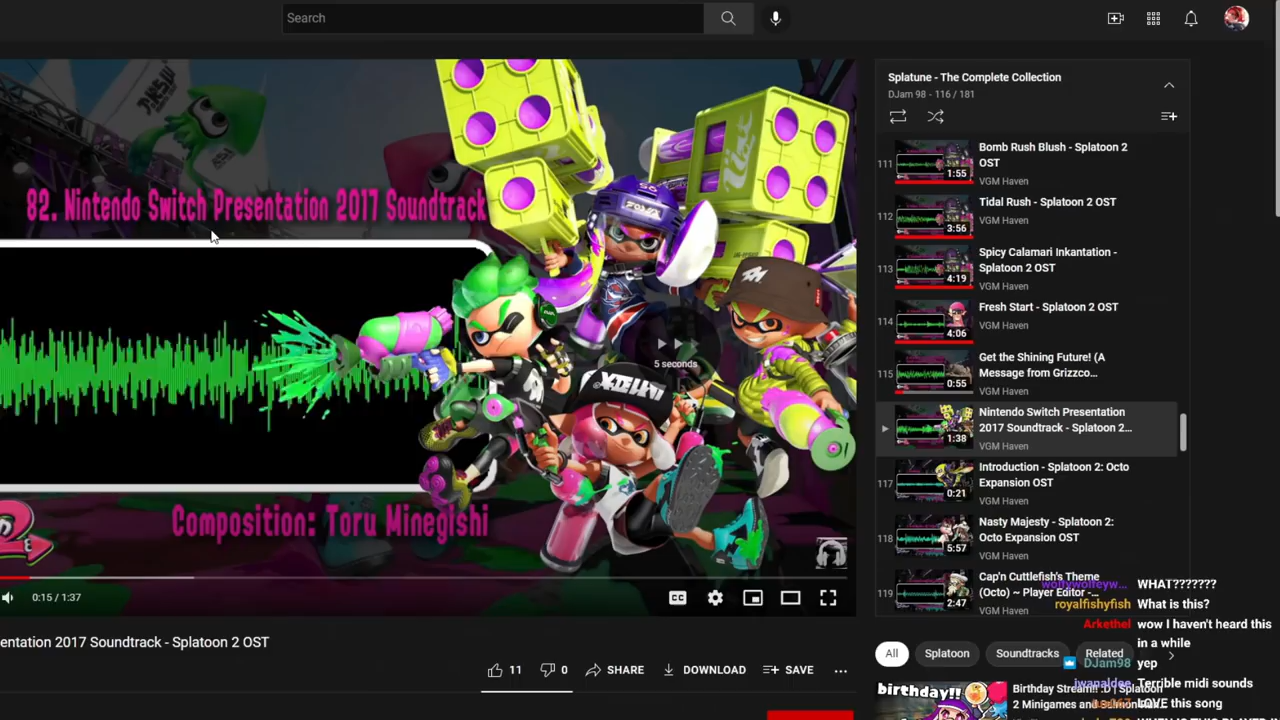 Search
82. Nintendo Switch Presentation 2017 Soundtrack
5 seconds
Composition: Toru Minegishi
2
0:15 / 1:37
CC
entation 2017 Soundtrack - Splatoon 2 OST
11
0
SHARE
DOWNLOAD
SAVE
Splatune - The Complete Collection
DJam 98 - 116 / 181
111
1:55
Bomb Rush Blush - Splatoon 2
OST
VGM Haven
112
3:56
Tidal Rush - Splatoon 2 OST
VGM Haven
113
4:19
Spicy Calamari Inkantation -
Splatoon 2 OST
VGM Haven
114
4:06
Fresh Start - Splatoon 2 OST
VGM Haven
115
0:55
Get the Shining Future! (A
Message from Grizzco...
VGM Haven
1:38
Nintendo Switch Presentation
2017 Soundtrack - Splatoon 2...
VGM Haven
117
0:21
Introduction - Splatoon 2: Octo
Expansion OST
VGM Haven
118
5:57
Nasty Majesty - Splatoon 2:
Octo Expansion OST
VGM Haven
119
2:47
Cap'n Cuttlefish's Theme
(Octo) ~ Player Editor -...
VGM Haven
WHAT???????
royalfishyfish What is this?
Arkethel wow I haven't heard this
in a while
DJam98 yep
iwanaldee Terrible midi sounds
LOVE this song
All
Splatoon
Soundtracks
Related
birthday!!
Birthday Stream!! :D | Splatoon
2 Minigames and Salmon Run